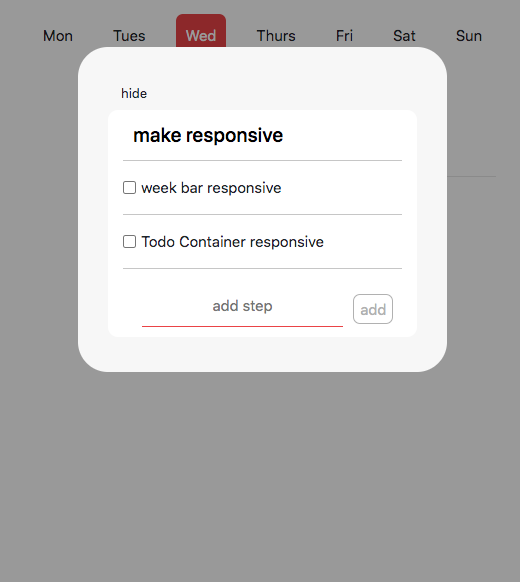 Mon Tues Wed Thurs Fri Sat Sun
hide
make responsive
week bar responsive
Todo Container responsive
add step add